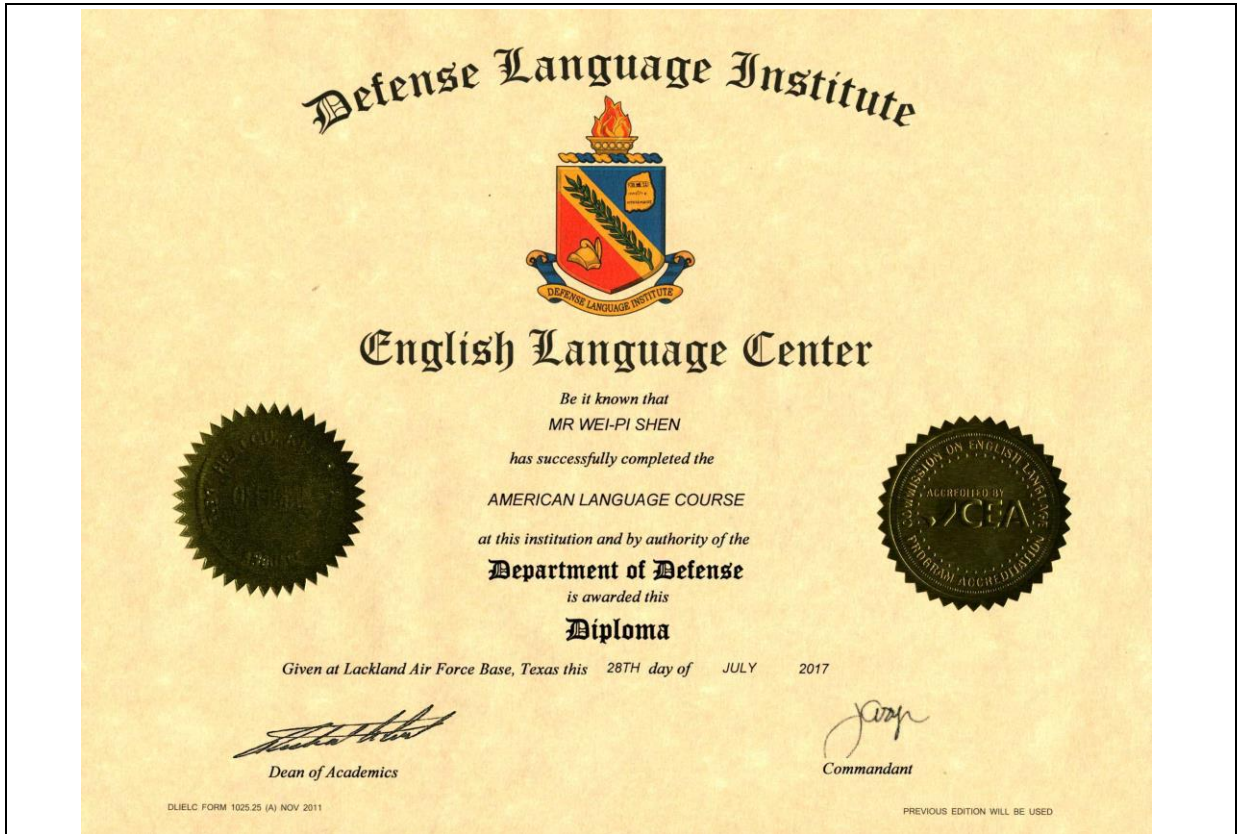 Defense Language Institute
DEFENSE LANGUAGE INSTITUTE
English Language Center
Be it known that
MR WEI-PI SHEN
has successfully completed the
AMERICAN LANGUAGE COURSE
at this institution and by authority of the
Department of Defense
is awarded this
Diploma
Given at Lackland Air Force Base, Texas this 28TH day of JULY 2017
COMMISSION ON ENGLISH LANGUAGE
ACCREDITED BY
CEA
PROGRAM ACCREDITATION
Dean of Academics
Commandant
DLIELC FORM 1025.25 (A) NOV 2011
PREVIOUS EDITION WILL BE USED